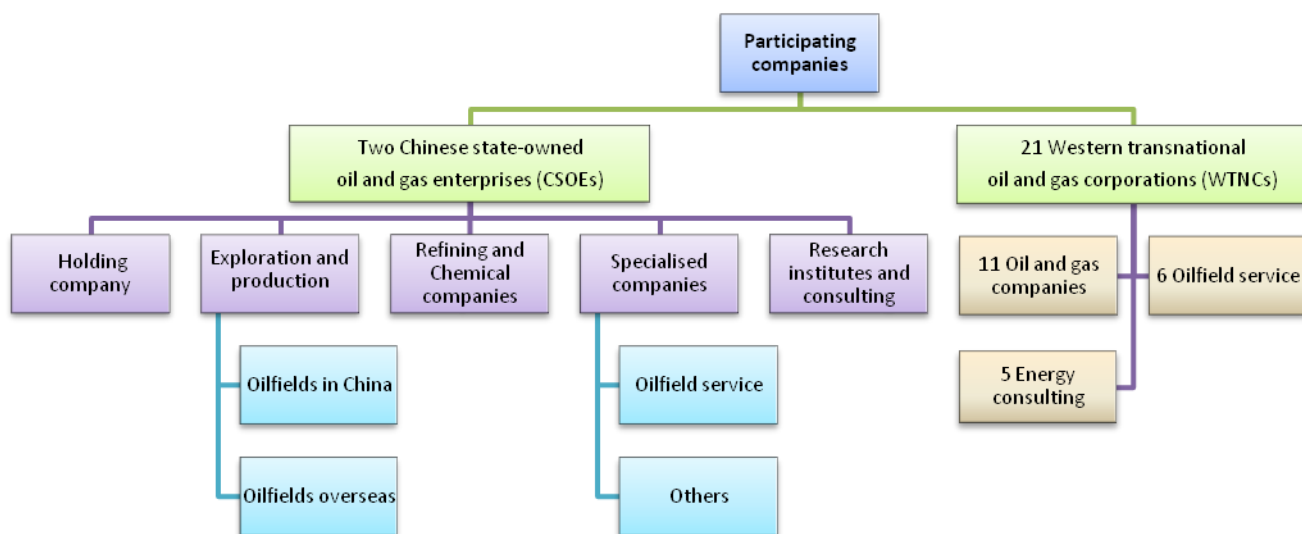 Participating
companies
Two Chinese state-owned
oil and gas enterprises (CSOEs)
21 Western transnational
oil and gas corporations (WTNCs)
Holding
company
Exploration and
production
Refining and
Chemical
companies
Specialised
companies
Research
institutes and
consulting
11 Oil and gas
companies
6 Oilfield service
Oilfields in China
Oilfield service
5 Energy
consulting
Oilfields overseas
Others